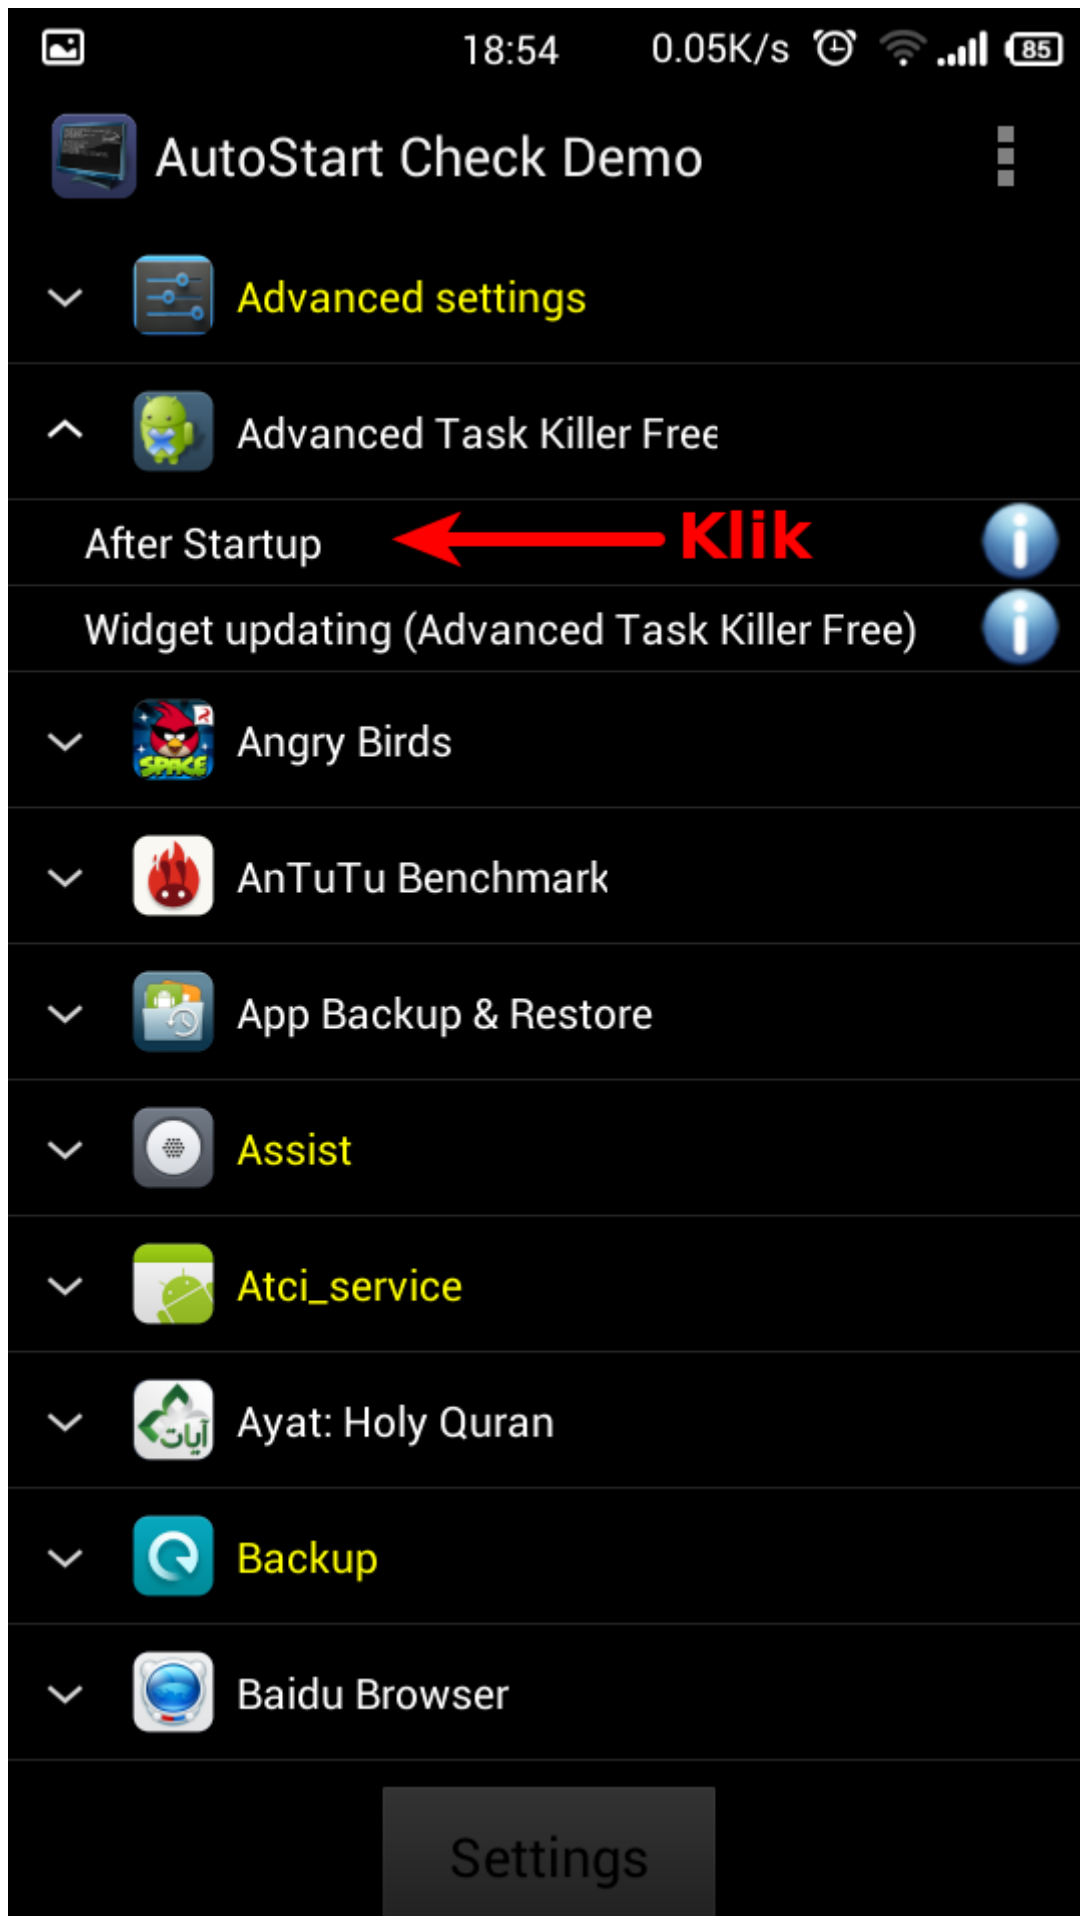 18:54 0.05K/s 85
AutoStart Check Demo
Advanced settings
Advanced Task Killer Free
After Startup Klik
Widget updating (Advanced Task Killer Free)
SPACE Angry Birds
AnTuTu Benchmark
App Backup & Restore
Assist
Atci_service
آيات Ayat: Holy Quran
Backup
Baidu Browser
Settings